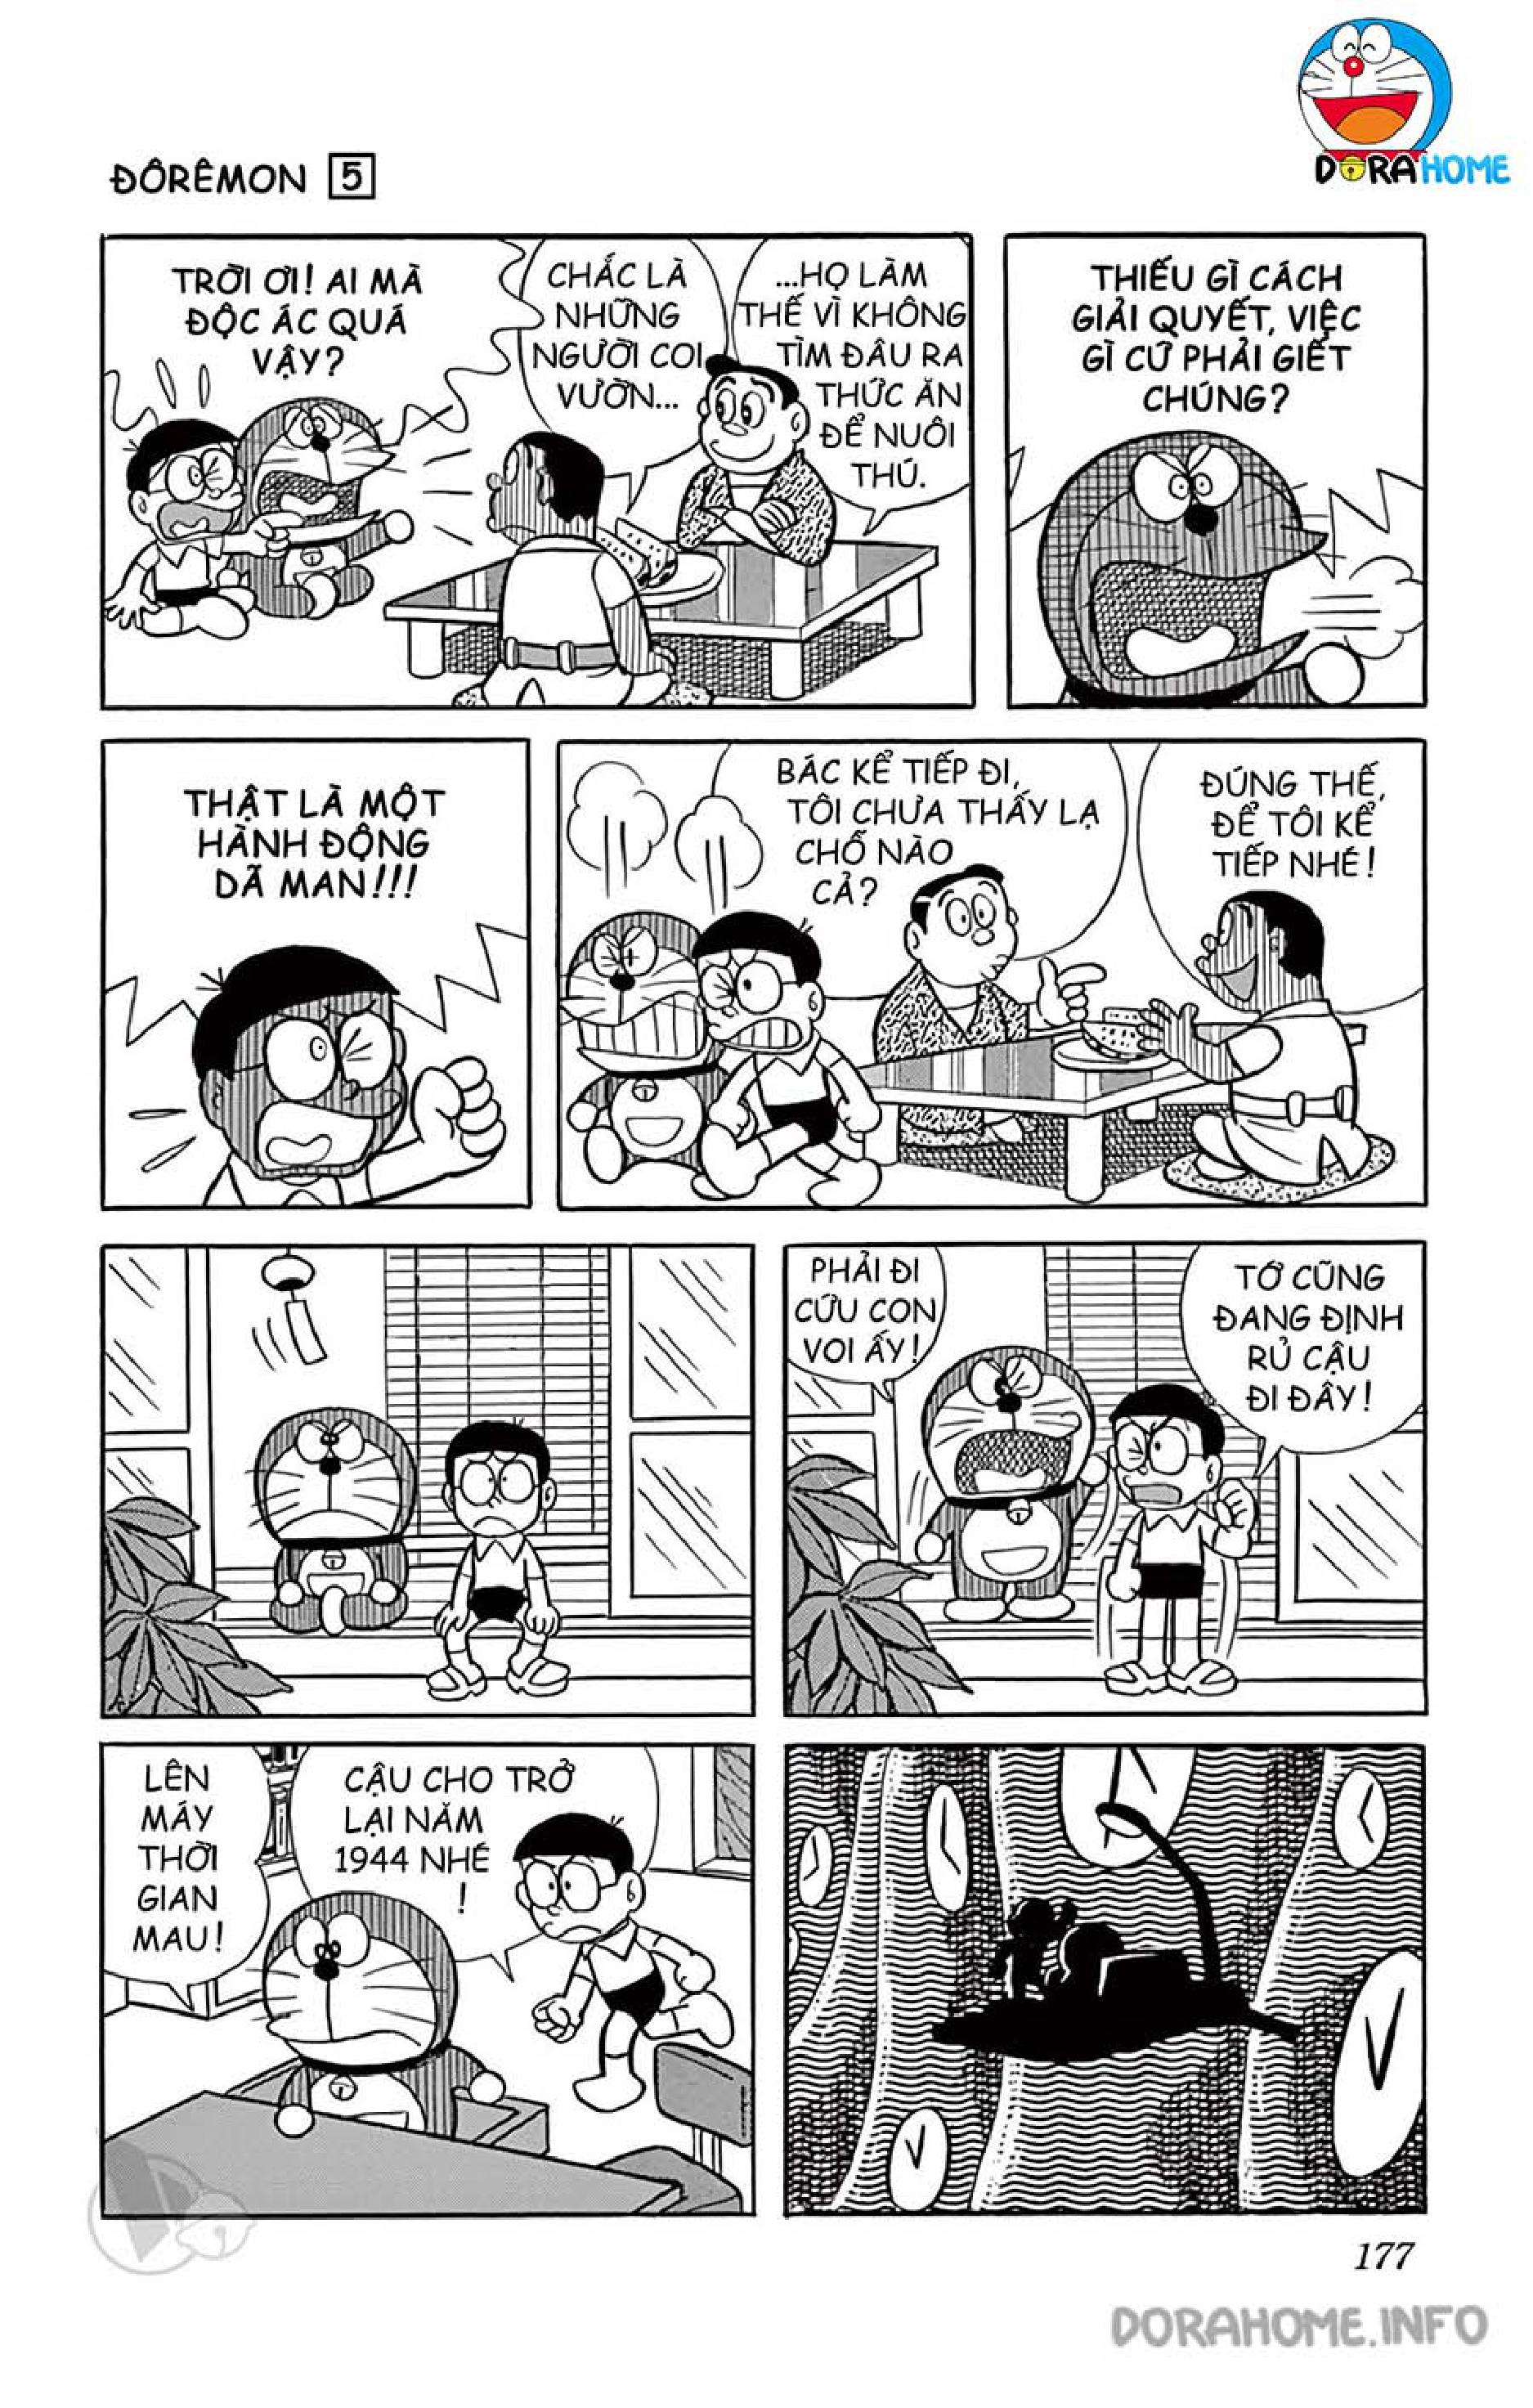 DORAHOME
ĐÔRÊMON 5
TRỜI ƠI! AI MÀ
ĐỘC ÁC QUÁ
VẬY?
CHẮC LÀ
NHỮNG
NGƯỜI COI
VƯỜN...
...HỌ LÀM
THẾ VÌ KHÔNG
TÌM ĐÂU RA
THỨC ĂN
ĐỂ NUÔI
THÚ.
THIẾU GÌ CÁCH
GIẢI QUYẾT, VIỆC
GÌ CỨ PHẢI GIẾT
CHÚNG?
THẬT LÀ MỘT
HÀNH ĐỘNG
DÃ MAN!!!
BÁC KỂ TIẾP ĐI,
TÔI CHƯA THẤY LẠ
CHỖ NÀO
CẢ?
ĐÚNG THẾ,
ĐỂ TÔI KỂ
TIẾP NHÉ!
PHẢI ĐI
CỨU CON
VOI ẤY!
TỚ CŨNG
ĐANG ĐỊNH
RỦ CẬU
ĐI ĐÂY!
LÊN
MÁY
THỜI
GIAN
MAU!
CẬU CHO TRỞ
LẠI NĂM
1944 NHÉ
!
177
DORAHOME.INFO